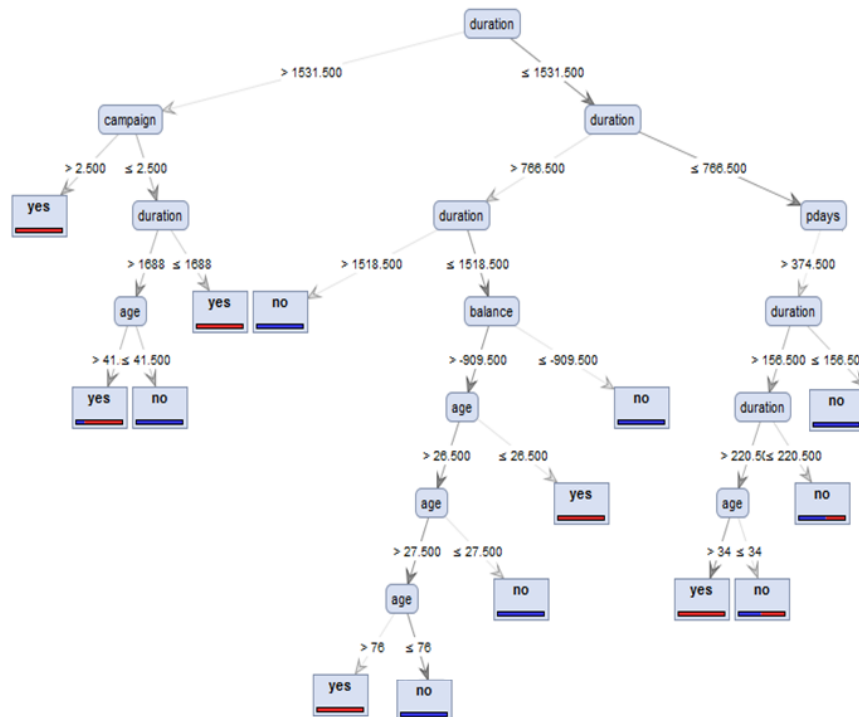 duration
> 1531.500 ≤ 1531.500
campaign duration
> 2.500 ≤ 2.500 > 766.500 ≤ 766.500
yes duration duration pdays
> 1688 ≤ 1688 > 1518.500 ≤ 1518.500 > 374.500
age yes no balance duration
> 41. ≤ 41.500 > -909.500 ≤ -909.500 > 156.500 ≤ 156.500
yes no age no duration no
> 26.500 ≤ 26.500 > 220.50 ≤ 220.500
age yes age no
> 27.500 ≤ 27.500 > 34 ≤ 34
age no yes no
> 76 ≤ 76
yes no